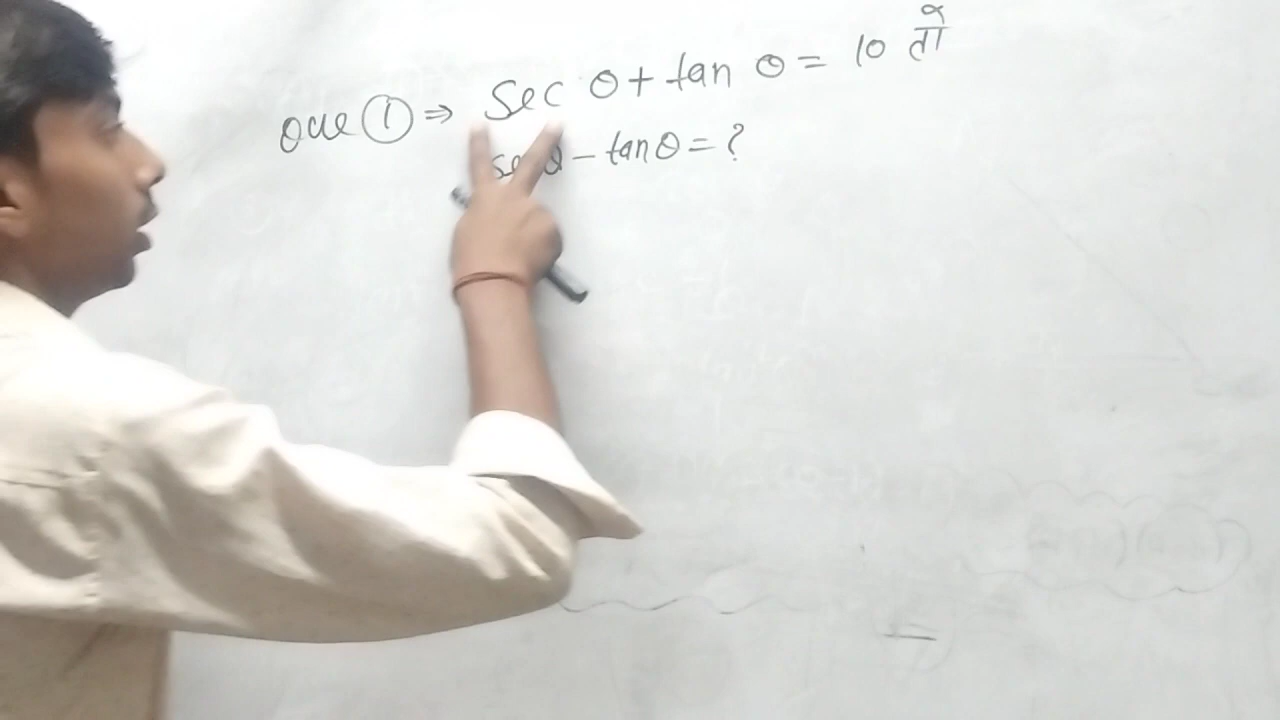 Que ① ⇒ Sec θ + tan θ = 10 तो
sec θ - tan θ = ?